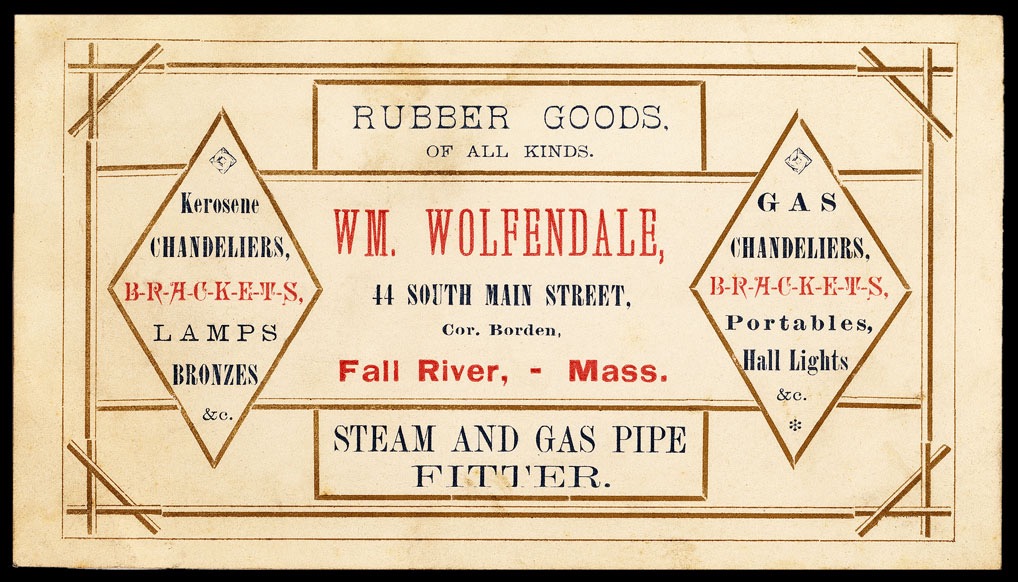 RUBBER GOODS,
OF ALL KINDS.
Kerosene
CHANDELIERS,
B-R-A-C-K-E-T-S,
LAMPS
BRONZES
&c.
WM. WOLFENDALE,
44 SOUTH MAIN STREET,
Cor. Borden,
Fall River, - Mass.
GAS
CHANDELIERS,
B-R-A-C-K-E-T-S,
Portables,
Hall Lights
&c.
*
STEAM AND GAS PIPE
FITTER.